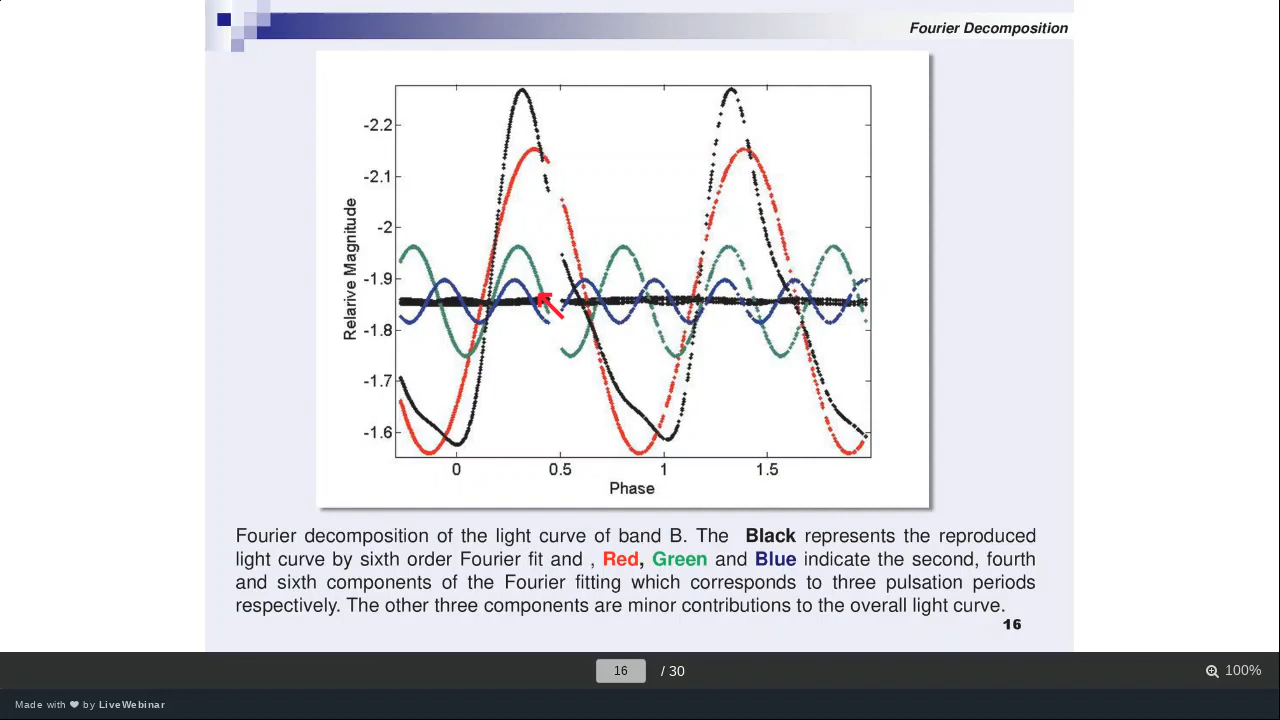 Fourier Decomposition
-2.2
-2.1
-2
-1.9
-1.8
-1.7
-1.6
Relarive Magnitude
0 0.5 1 1.5
Phase
Fourier decomposition of the light curve of band B. The Black represents the reproduced
light curve by sixth order Fourier fit and , Red, Green and Blue indicate the second, fourth
and sixth components of the Fourier fitting which corresponds to three pulsation periods
respectively. The other three components are minor contributions to the overall light curve.
16
16 / 30
100%
Made with ❤ by LiveWebinar